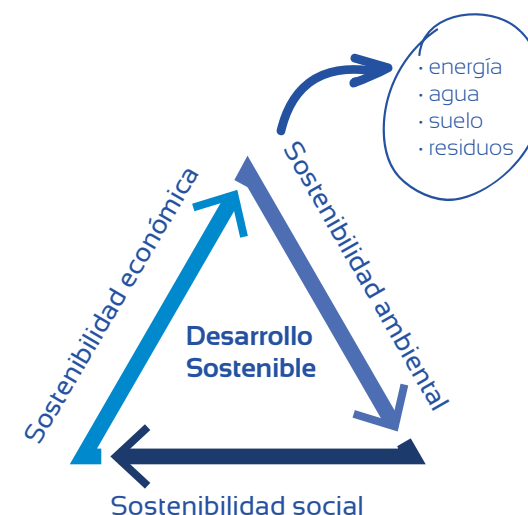 · energía
· agua
· suelo
· residuos
Sostenibilidad económica
Sostenibilidad ambiental
Desarrollo
Sostenible
Sostenibilidad social